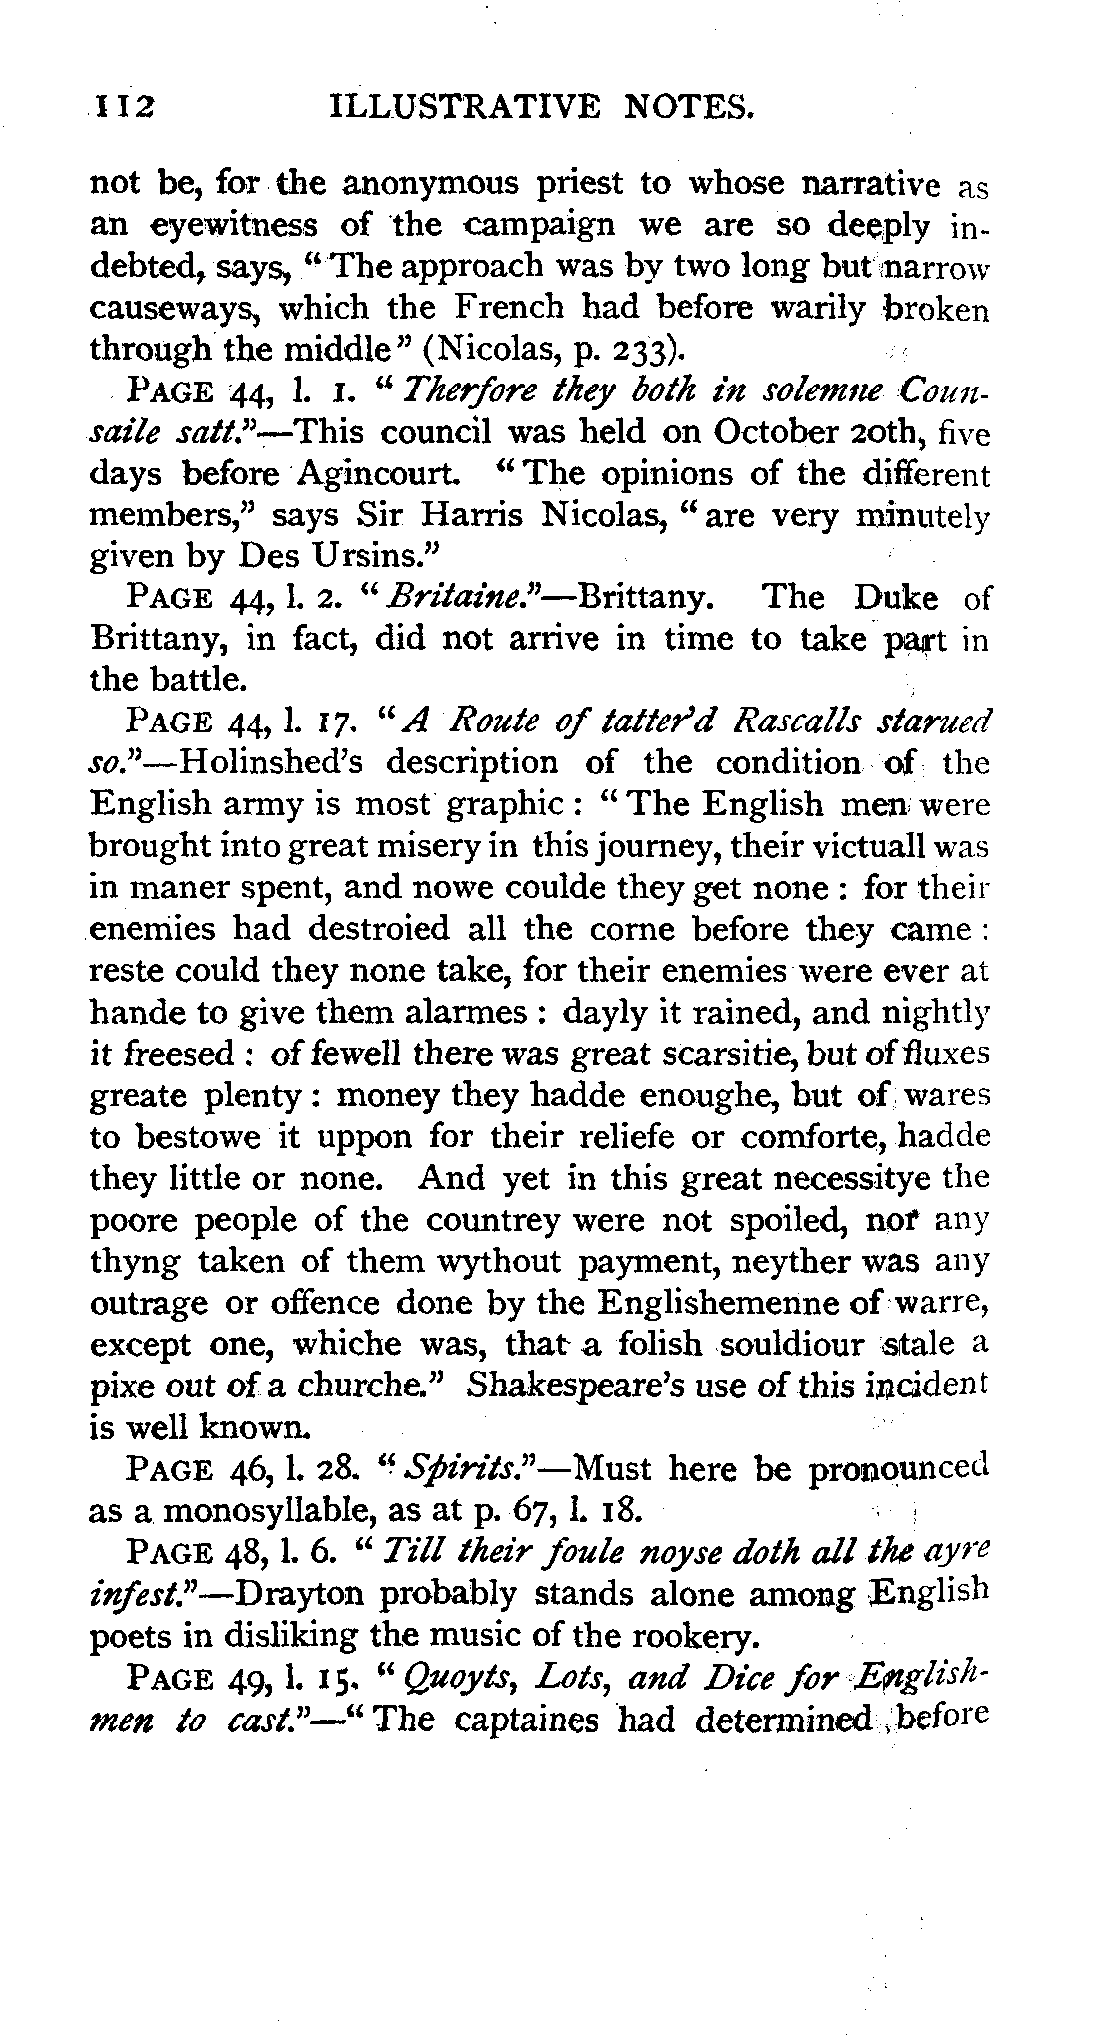 112 ILLUSTRATIVE NOTES.
not be, for the anonymous priest to whose narrative as
an eyewitness of the campaign we are so deeply in-
debted, says, “The approach was by two long but narrow
causeways, which the French had before warily broken
through the middle” (Nicolas, p. 233).
PAGE 44, l. 1. “Therfore they both in solemne Coun-
saile satt.”—This council was held on October 20th, five
days before Agincourt. “The opinions of the different
members,” says Sir Harris Nicolas, “are very minutely
given by Des Ursins.”
PAGE 44, l. 2. “Britaine.”—Brittany. The Duke of
Brittany, in fact, did not arrive in time to take part in
the battle.
PAGE 44, l. 17. “A Route of tatter'd Rascalls starued
so.”—Holinshed's description of the condition of the
English army is most graphic: “The English men were
brought into great misery in this journey, their victuall was
in maner spent, and nowe coulde they get none: for their
enemies had destroied all the corne before they came:
reste could they none take, for their enemies were ever at
hande to give them alarmes: dayly it rained, and nightly
it freesed: of fewell there was great scarsitie, but of fluxes
greate plenty: money they hadde enoughe, but of wares
to bestowe it uppon for their reliefe or comforte, hadde
they little or none. And yet in this great necessitye the
poore people of the countrey were not spoiled, nor any
thyng taken of them wythout payment, neyther was any
outrage or offence done by the Englishemenne of warre,
except one, whiche was, that a folish souldiour stale a
pixe out of a churche.” Shakespeare's use of this incident
is well known.
PAGE 46, l. 28. “Spirits.”—Must here be pronounced
as a monosyllable, as at p. 67, l. 18.
PAGE 48, l. 6. “Till their foule noyse doth all the ayre
infest.”—Drayton probably stands alone among English
poets in disliking the music of the rookery.
PAGE 49, l. 15. “Quoyts, Lots, and Dice for English-
men to cast.”—“The captaines had determined before